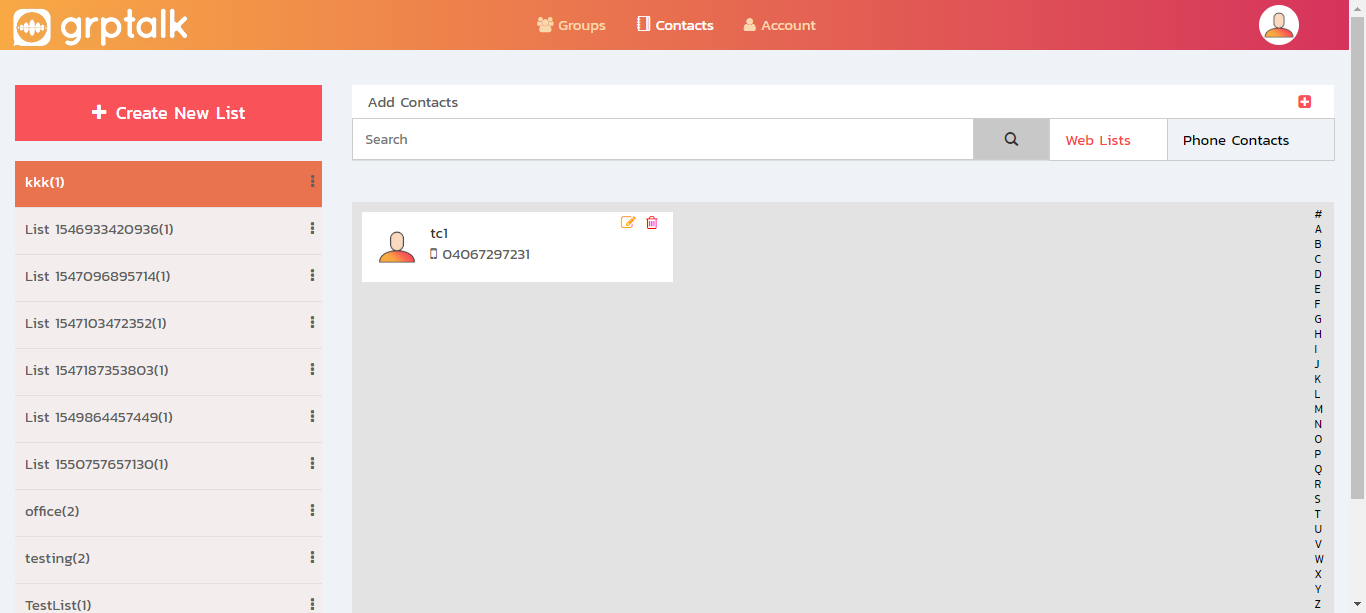 grptalk
Groups
Contacts
Account
Create New List
kkk(1)
List 1546933420936(1)
List 1547096895714(1)
List 1547103472352(1)
List 1547187353803(1)
List 1549864457449(1)
List 1550757657130(1)
office(2)
testing(2)
TestList(1)
Add Contacts
Search
Web Lists
Phone Contacts
tc1
04067297231
#
A
B
C
D
E
F
G
H
I
J
K
L
M
N
O
P
Q
R
S
T
U
V
W
X
Y
Z